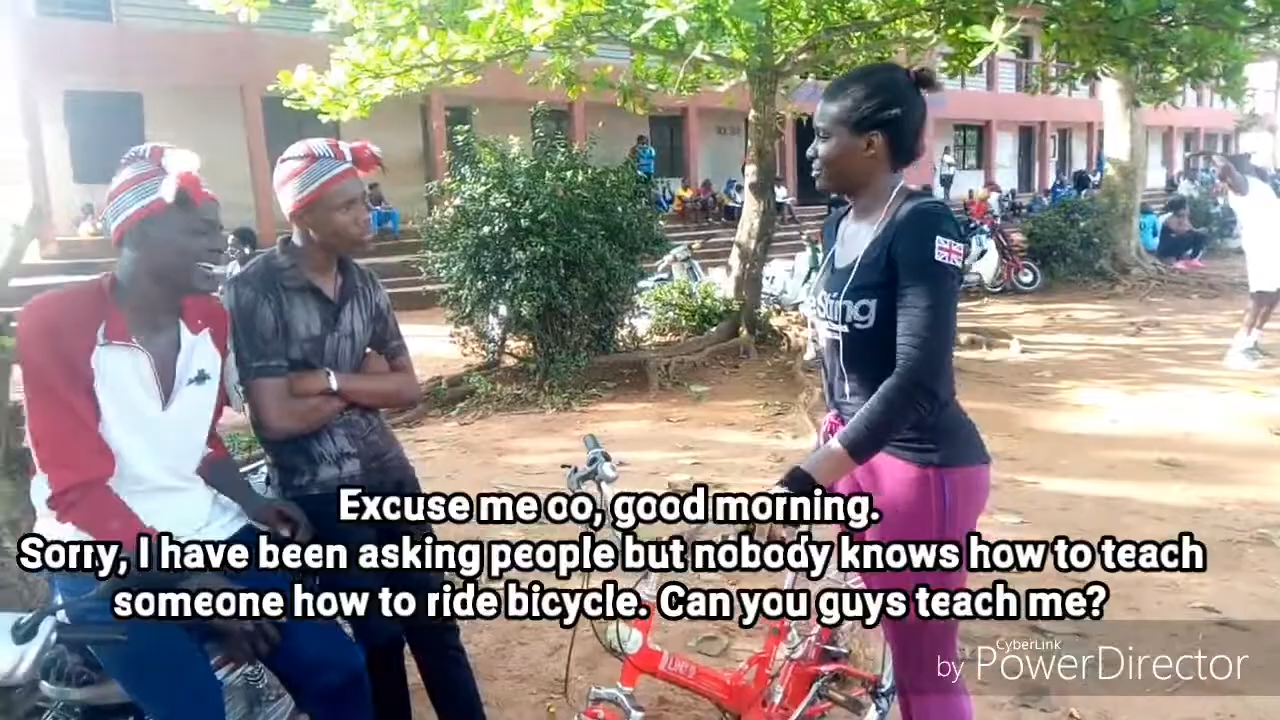 eSting
Excuse me oo, good morning.
Sorry, I have been asking people but nobody knows how to teach
someone how to ride bicycle. Can you guys teach me?
CyberLink
by PowerDirector